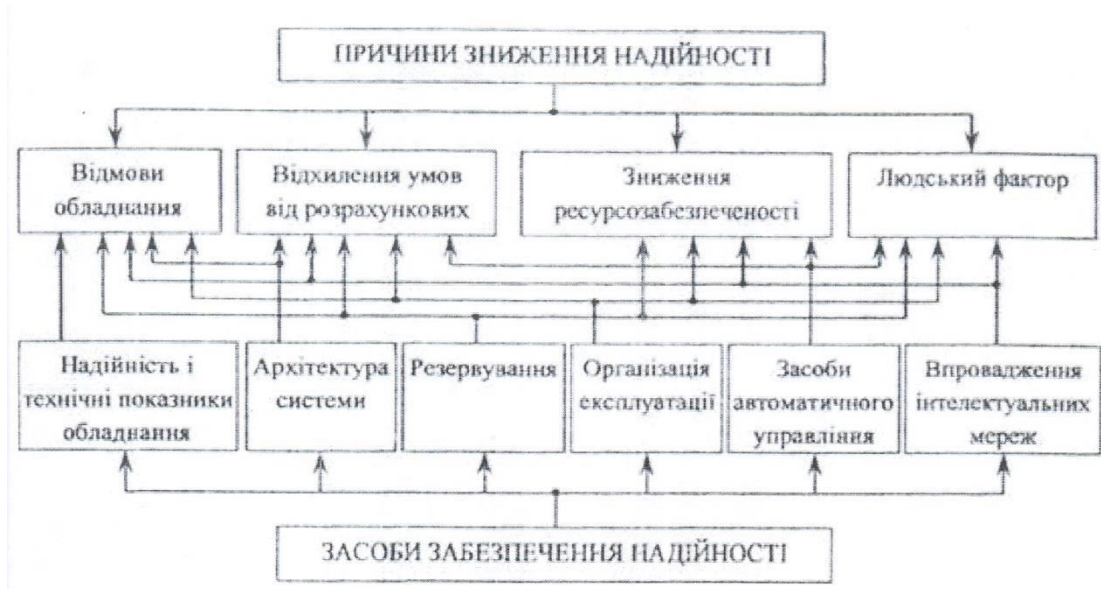 ПРИЧИНИ ЗНИЖЕННЯ НАДІЙНОСТІ
Відмови
обладнання
Відхилення умов
від розрахункових
Зниження
ресурсозабезпеченості
Людський фактор
Надійність і
технічні показники
обладнання
Архітектура
системи
Резервування
Організація
експлуатації
Засоби
автоматичного
управління
Впровадження
інтелектуальних
мереж
ЗАСОБИ ЗАБЕЗПЕЧЕННЯ НАДІЙНОСТІ